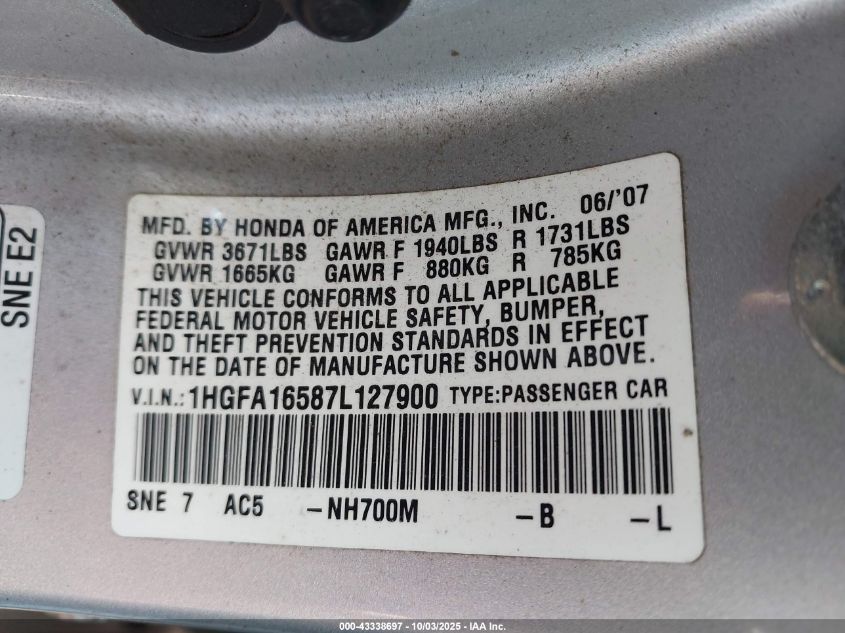 SNE E2
MFD. BY HONDA OF AMERICA MFG., INC. 06/'07
GVWR 3671LBS GAWR F 1940LBS R 1731LBS
GVWR 1665KG GAWR F 880KG R 785KG
THIS VEHICLE CONFORMS TO ALL APPLICABLE
FEDERAL MOTOR VEHICLE SAFETY, BUMPER,
AND THEFT PREVENTION STANDARDS IN EFFECT
ON THE DATE OF MANUFACTURE SHOWN ABOVE.
V.I.N.: 1HGFA16587L127900 TYPE:PASSENGER CAR
SNE 7 AC5 -NH700M -B -L
000-43338697 - 10/03/2025 - IAA Inc.